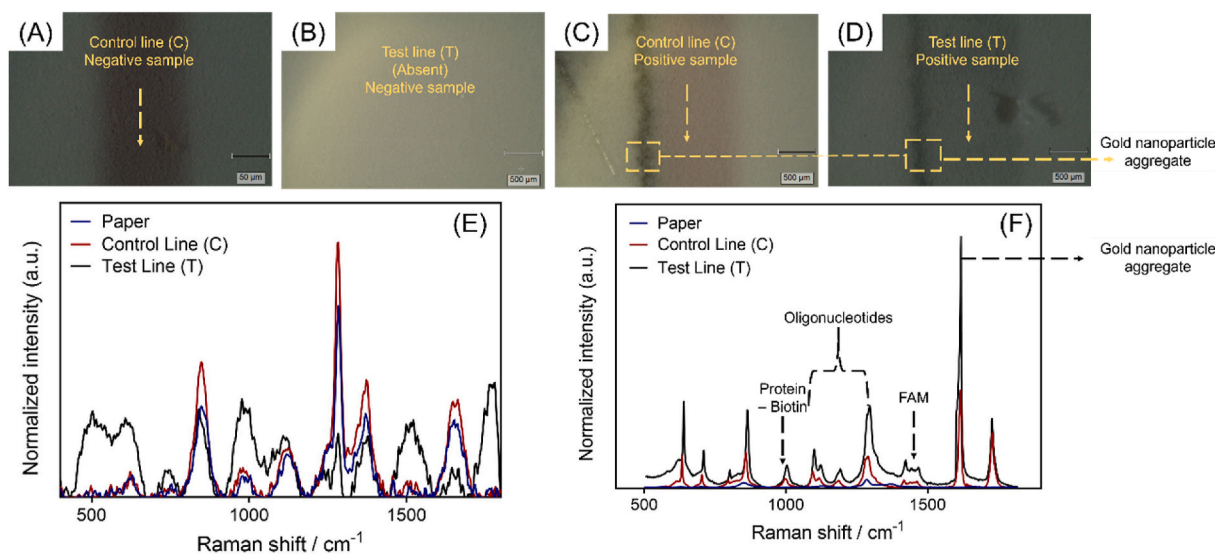 (A)
Control line (C)
Negative sample
50 µm
(B)
Test line (T)
(Absent)
Negative sample
500 µm
(C)
Control line (C)
Positive sample
500 µm
(D)
Test line (T)
Positive sample
500 µm
Gold nanoparticle
aggregate
(E)
Paper
Control Line (C)
Test Line (T)
Normalized intensity (a.u.)
500
1000
1500
Raman shift / cm-1
(F)
Paper
Control Line (C)
Test Line (T)
Oligonucleotides
Protein
– Biotin
FAM
Gold nanoparticle
aggregate
Normalized intensity (a.u.)
500
1000
1500
Raman shift / cm-1